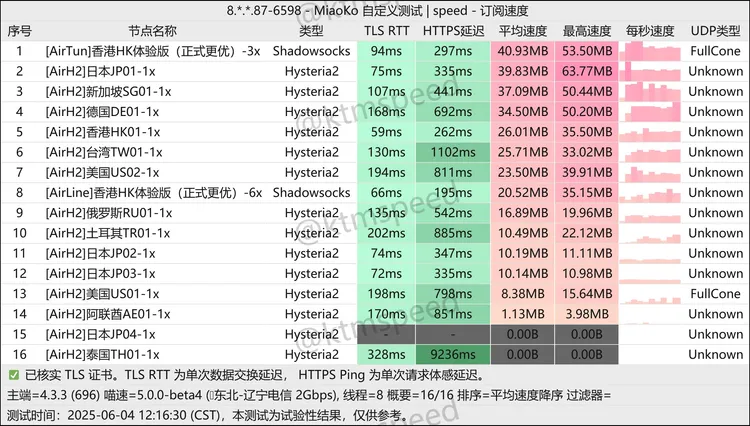 8.*.*.87-6598 - MiaoKo 自定义测试 | speed - 订阅速度
序号 节点名称 类型 TLS RTT HTTPS延迟 平均速度 最高速度 每秒速度 UDP类型
1 [AirTun]香港HK体验版（正式更优）-3x Shadowsocks 94ms 297ms 40.93MB 53.50MB FullCone
2 [AirH2]日本JP01-1x Hysteria2 75ms 335ms 39.83MB 63.77MB Unknown
3 [AirH2]新加坡SG01-1x Hysteria2 107ms 441ms 37.09MB 50.44MB Unknown
4 [AirH2]德国DE01-1x Hysteria2 168ms 692ms 34.50MB 50.20MB Unknown
5 [AirH2]香港HK01-1x Hysteria2 59ms 262ms 26.01MB 35.50MB Unknown
6 [AirH2]台湾TW01-1x Hysteria2 130ms 1102ms 25.71MB 33.02MB Unknown
7 [AirH2]美国US02-1x Hysteria2 194ms 811ms 23.50MB 39.91MB Unknown
8 [AirLine]香港HK体验版（正式更优）-6x Shadowsocks 66ms 195ms 20.52MB 35.15MB Unknown
9 [AirH2]俄罗斯RU01-1x Hysteria2 135ms 542ms 16.89MB 19.96MB Unknown
10 [AirH2]土耳其TR01-1x Hysteria2 202ms 885ms 10.49MB 22.12MB Unknown
11 [AirH2]日本JP02-1x Hysteria2 74ms 347ms 10.19MB 11.11MB Unknown
12 [AirH2]日本JP03-1x Hysteria2 72ms 335ms 10.14MB 10.98MB Unknown
13 [AirH2]美国US01-1x Hysteria2 198ms 798ms 8.38MB 15.64MB FullCone
14 [AirH2]阿联酋AE01-1x Hysteria2 170ms 851ms 1.13MB 3.98MB Unknown
15 [AirH2]日本JP04-1x Hysteria2 - - 0.00B 0.00B Unknown
16 [AirH2]泰国TH01-1x Hysteria2 328ms 9236ms 0.00B 0.00B Unknown
✅ 已核实 TLS 证书。TLS RTT 为单次数据交换延迟， HTTPS Ping 为单次请求体感延迟。
主端=4.3.3 (696) 喵速=5.0.0-beta4 (东北-辽宁电信 2Gbps), 线程=8 概要=16/16 排序=平均速度降序 过滤器=
测试时间：2025-06-04 12:16:30 (CST)，本测试为试验性结果，仅供参考。
@ktmspeed
@ktmspeed
@ktmspeed
@ktmspeed